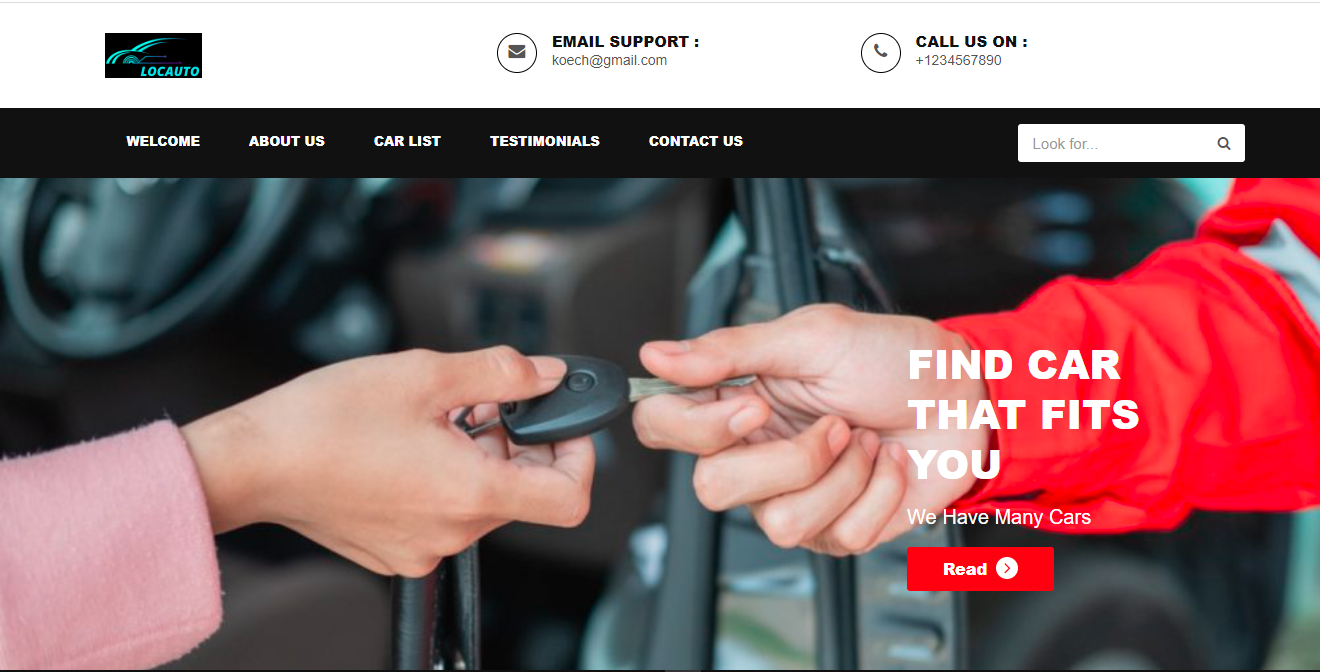 LOCAUTO
EMAIL SUPPORT :
koech@gmail.com
CALL US ON :
+1234567890
WELCOME
ABOUT US
CAR LIST
TESTIMONIALS
CONTACT US
Look for...
FIND CAR
THAT FITS
YOU
We Have Many Cars
Read